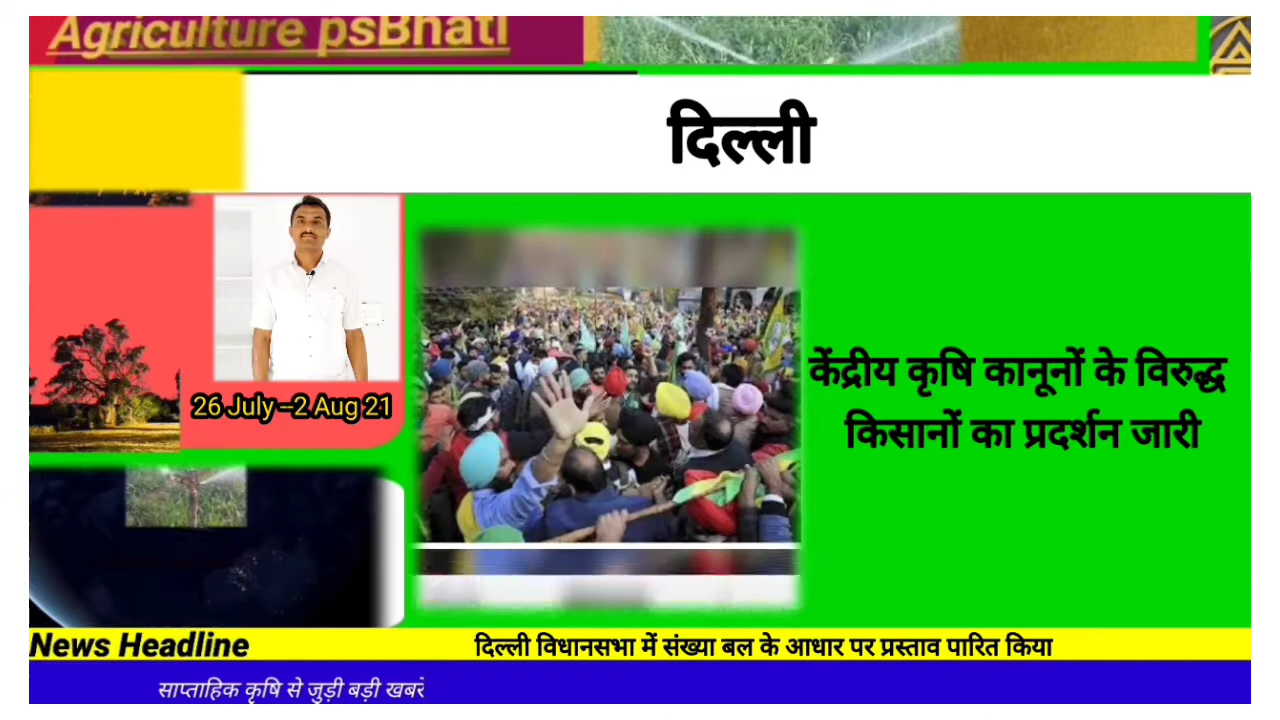 Agriculture psBhati
दिल्ली
26 July -2 Aug 21
केंद्रीय कृषि कानूनों के विरुद्ध
किसानों का प्रदर्शन जारी
News Headline
दिल्ली विधानसभा में संख्या बल के आधार पर प्रस्ताव पारित किया
साप्ताहिक कृषि से जुड़ी बड़ी खबरें